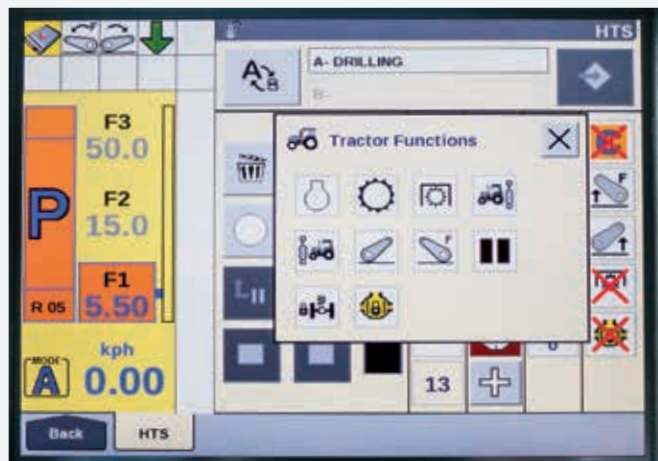 HTS
A B
A- DRILLING
B-
F3
50.0
F2
15.0
P
F1
5.50
R 05
kph
MODE
A 0.00
Tractor Functions
F
F
L
13
0
Back
HTS